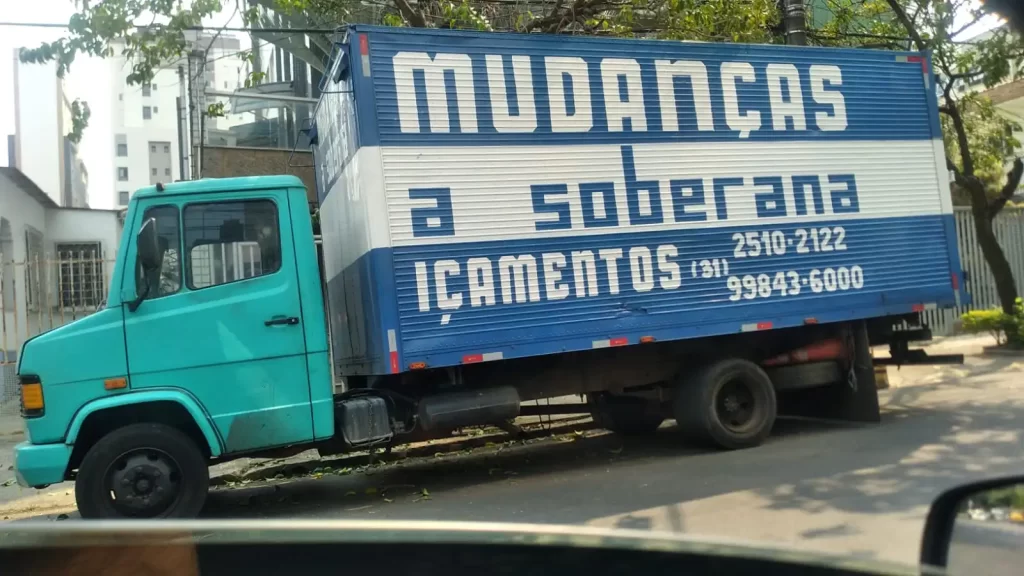 MUDANÇAS
a soberana
IÇAMENTOS (31) 2510-2122
99843-6000